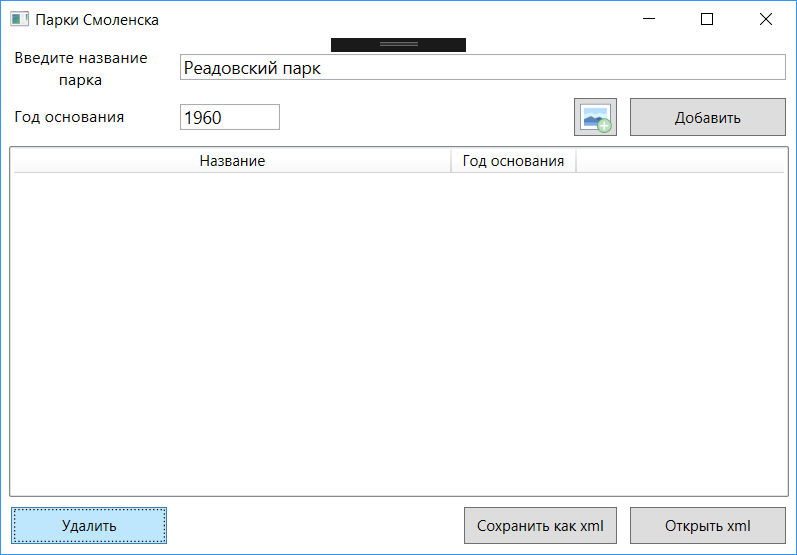 Парки Смоленска
Введите название
парка
Реадовский парк
Год основания
1960
Добавить
Название
Год основания
Удалить
Сохранить как xml
Открыть xml